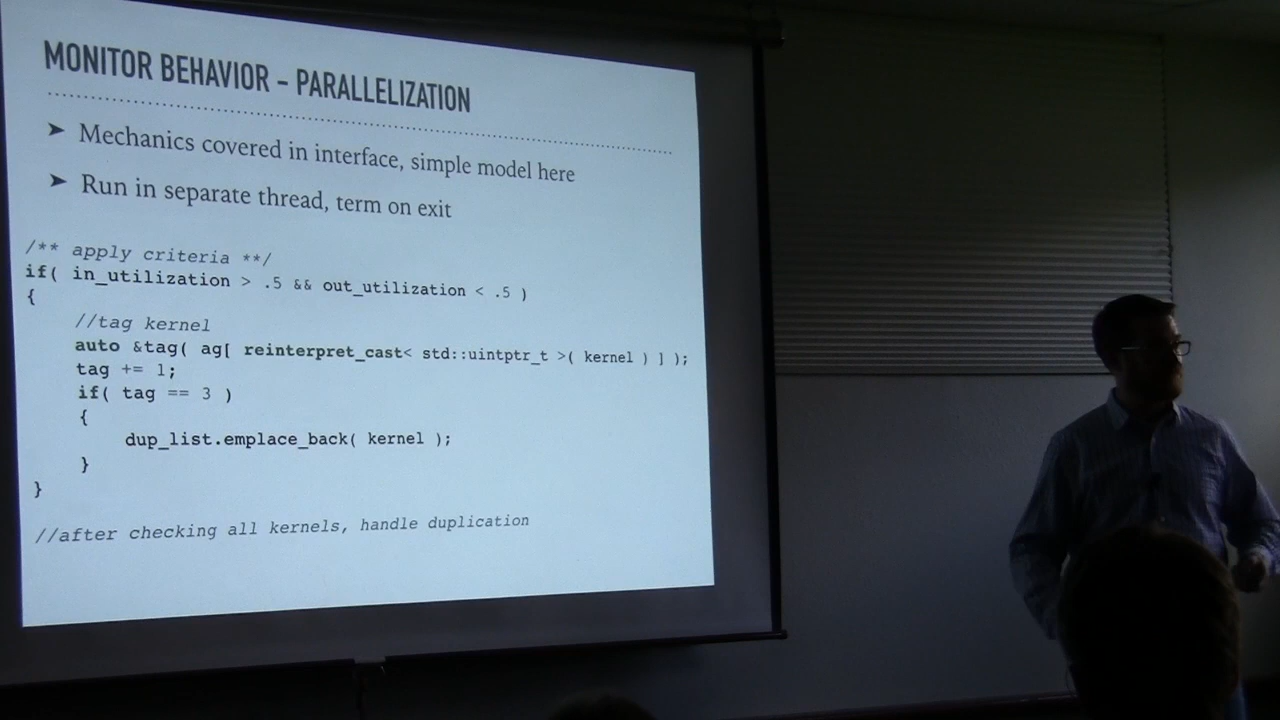 MONITOR BEHAVIOR – PARALLELIZATION
➤ Mechanics covered in interface, simple model here
➤ Run in separate thread, term on exit
/** apply criteria **/
if( in_utilization > .5 && out_utilization < .5 )
{
//tag kernel
auto &tag( ag[ reinterpret_cast< std::uintptr_t >( kernel ) ] );
tag += 1;
if( tag == 3 )
{
dup_list.emplace_back( kernel );
}
}
//after checking all kernels, handle duplication